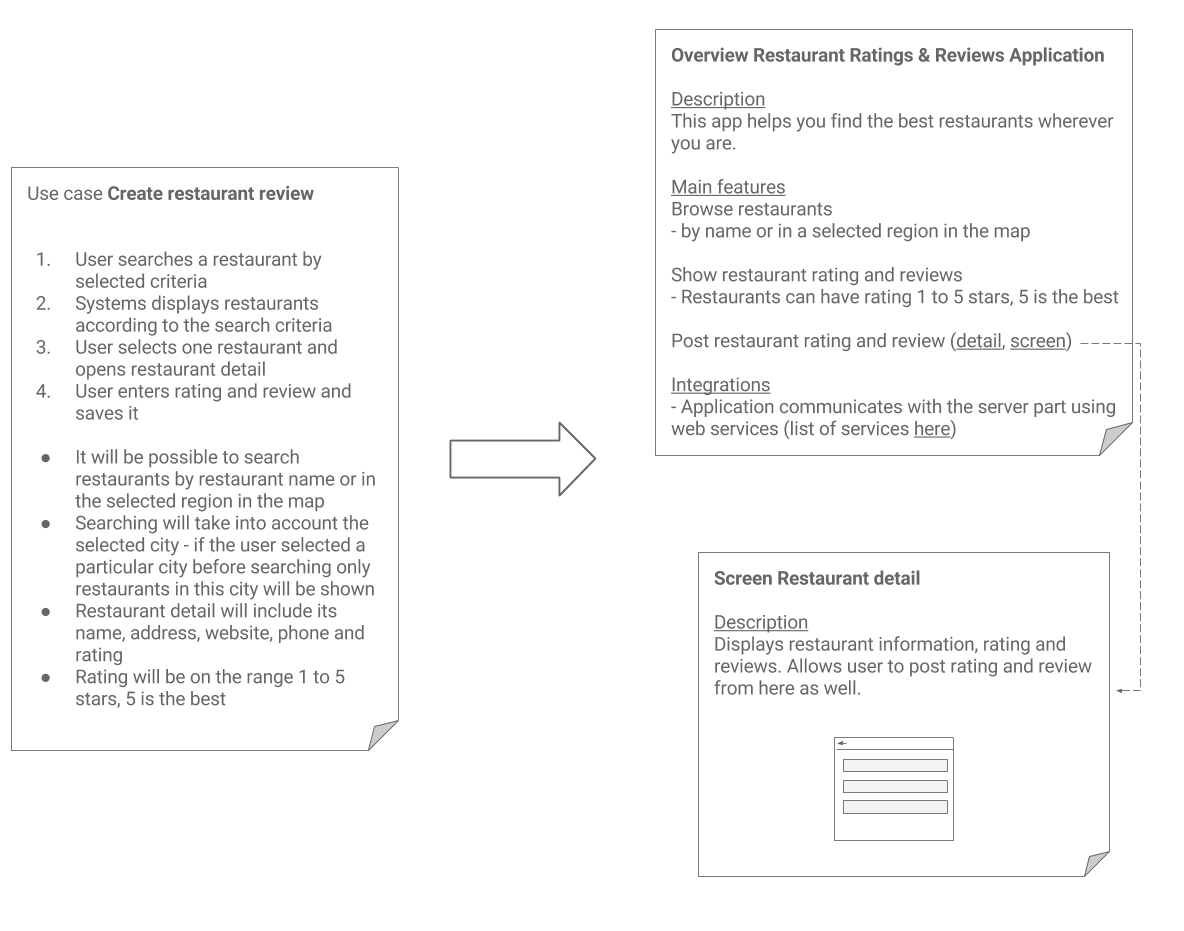 Use case Create restaurant review
1. User searches a restaurant by
selected criteria
2. Systems displays restaurants
according to the search criteria
3. User selects one restaurant and
opens restaurant detail
4. User enters rating and review and
saves it
● It will be possible to search
restaurants by restaurant name or in
the selected region in the map
● Searching will take into account the
selected city - if the user selected a
particular city before searching only
restaurants in this city will be shown
● Restaurant detail will include its
name, address, website, phone and
rating
● Rating will be on the range 1 to 5
stars, 5 is the best
Overview Restaurant Ratings & Reviews Application
Description
This app helps you find the best restaurants wherever
you are.
Main features
Browse restaurants
- by name or in a selected region in the map
Show restaurant rating and reviews
- Restaurants can have rating 1 to 5 stars, 5 is the best
Post restaurant rating and review (detail, screen)
Integrations
- Application communicates with the server part using
web services (list of services here)
Screen Restaurant detail
Description
Displays restaurant information, rating and
reviews. Allows user to post rating and review
from here as well.